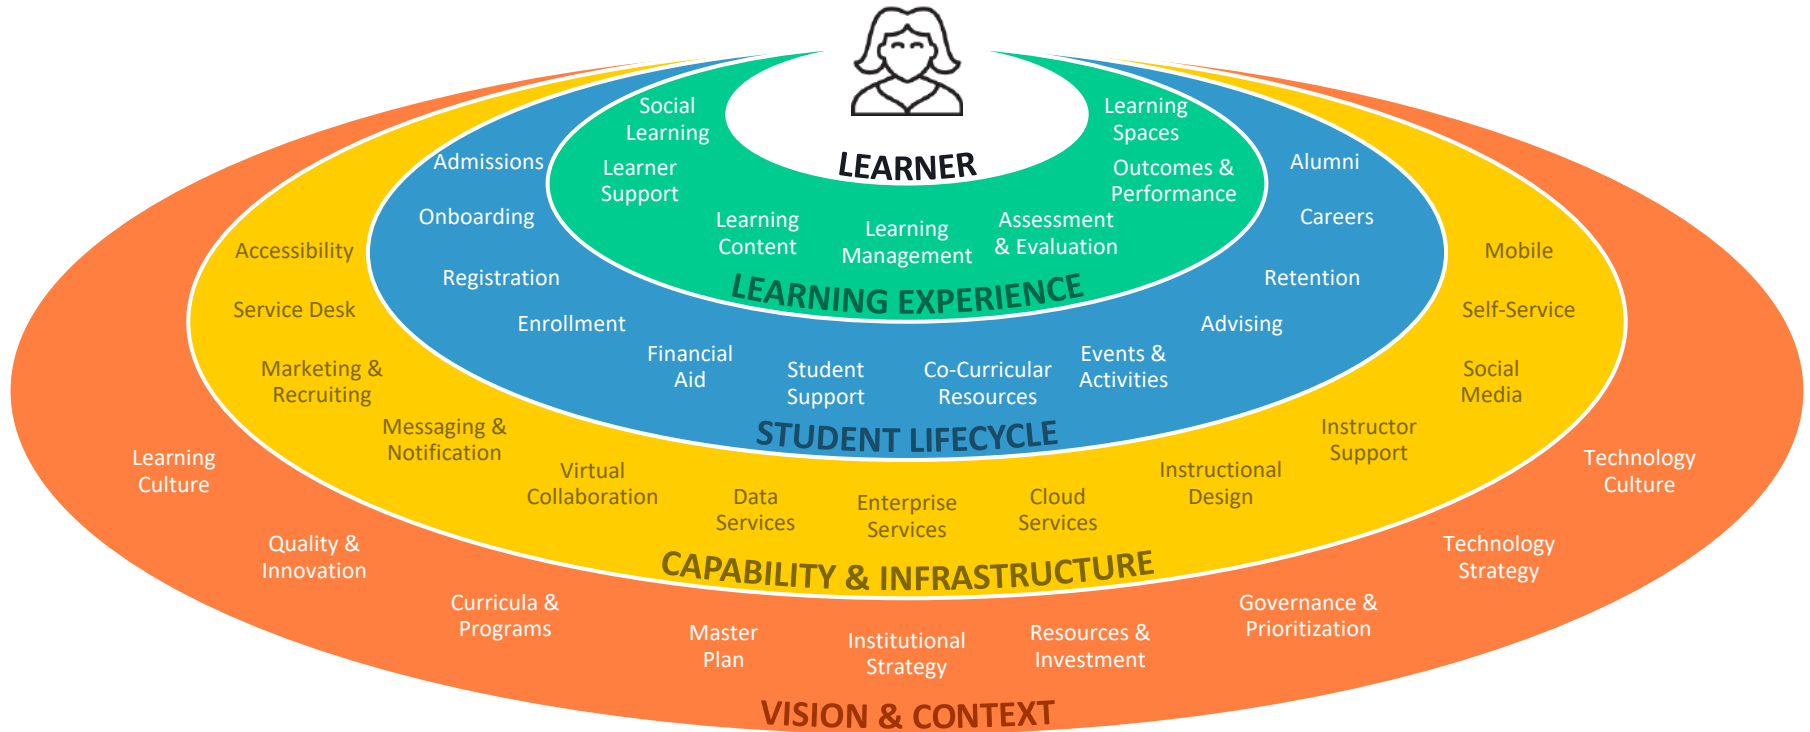 LEARNER
Social
Learning
Learner
Support
Learning
Content
Learning
Management
Assessment
& Evaluation
Outcomes &
Performance
Learning
Spaces
LEARNING EXPERIENCE
Admissions
Onboarding
Registration
Enrollment
Financial
Aid
Student
Support
Co-Curricular
Resources
Events &
Activities
Advising
Retention
Careers
Alumni
STUDENT LIFECYCLE
Accessibility
Service Desk
Marketing &
Recruiting
Messaging &
Notification
Virtual
Collaboration
Data
Services
Enterprise
Services
Cloud
Services
Instructional
Design
Instructor
Support
Social
Media
Self-Service
Mobile
CAPABILITY & INFRASTRUCTURE
Learning
Culture
Quality &
Innovation
Curricula &
Programs
Master
Plan
Institutional
Strategy
Resources &
Investment
Governance &
Prioritization
Technology
Strategy
Technology
Culture
VISION & CONTEXT